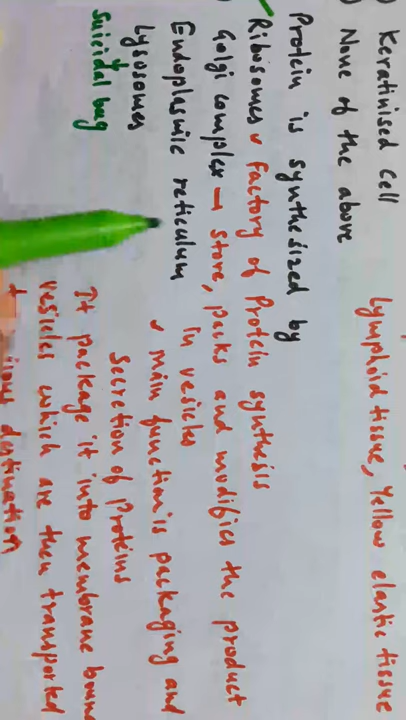 Keratinised cell
None of the above
Lymphoid tissue, Yellow elastic tissue
Protein is synthesized by
Ribosomes ✓ Factory of Protein synthesis
Golgi complex → Store, packs and modifies the product
in vesicles
Endoplasmic reticulum
✓ main function is packaging and
Secretion of Proteins
Lysosomes
It package it into membrane boun
suicidal bag
vesicles which are then transported
destination